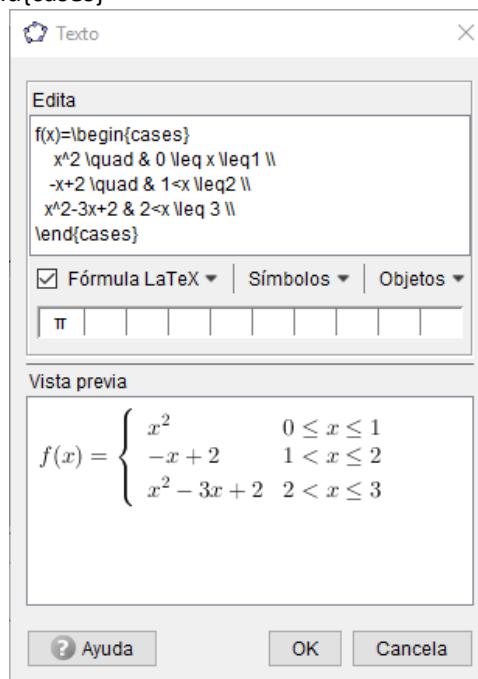 Texto
Edita
f(x)=\begin{cases}
x^2 \quad & 0 \leq x \leq1 \\
-x+2 \quad & 1<x \leq2 \\
x^2-3x+2 & 2<x \leq 3 \\
\end{cases}
Fórmula LaTeX Símbolos Objetos
π
Vista previa
f(x) = { x² 0 ≤ x ≤ 1
−x + 2 1 < x ≤ 2
x² − 3x + 2 2 < x ≤ 3
Ayuda OK Cancela